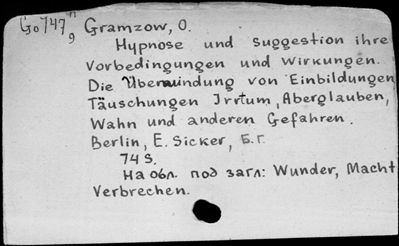 Go 747 n/9 Gramzow, O.
Hypnose und Suggestion ihre
Vorbedingungen und Wirkungen.
Die Überwindung von Einbildungen
Täuschungen Irrtum, Aberglauben,
Wahn und anderen Gefahren.
Berlin, E. Sicker, Б.г.
74 S.
На обл. под загл: Wunder, Macht
Verbrechen.